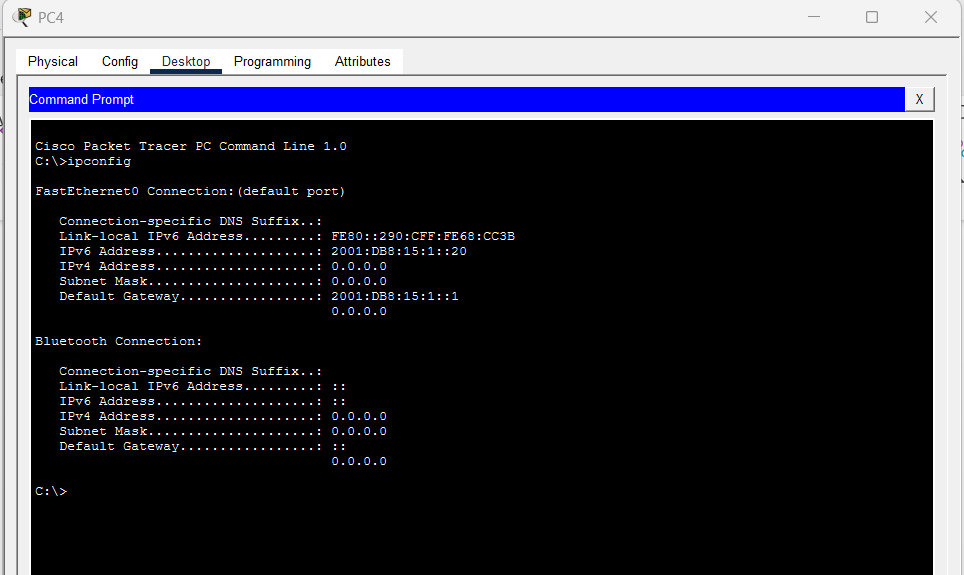 PC4
Physical Config Desktop Programming Attributes
Command Prompt
X
Cisco Packet Tracer PC Command Line 1.0
C:\>ipconfig
FastEthernet0 Connection:(default port)
Connection-specific DNS Suffix..:
Link-local IPv6 Address.........: FE80::290:CFF:FE68:CC3B
IPv6 Address....................: 2001:DB8:15:1::20
IPv4 Address....................: 0.0.0.0
Subnet Mask.....................: 0.0.0.0
Default Gateway.................: 2001:DB8:15:1::1
0.0.0.0
Bluetooth Connection:
Connection-specific DNS Suffix..:
Link-local IPv6 Address.........: ::
IPv6 Address....................: ::
IPv4 Address....................: 0.0.0.0
Subnet Mask.....................: 0.0.0.0
Default Gateway.................: ::
0.0.0.0
C:\>